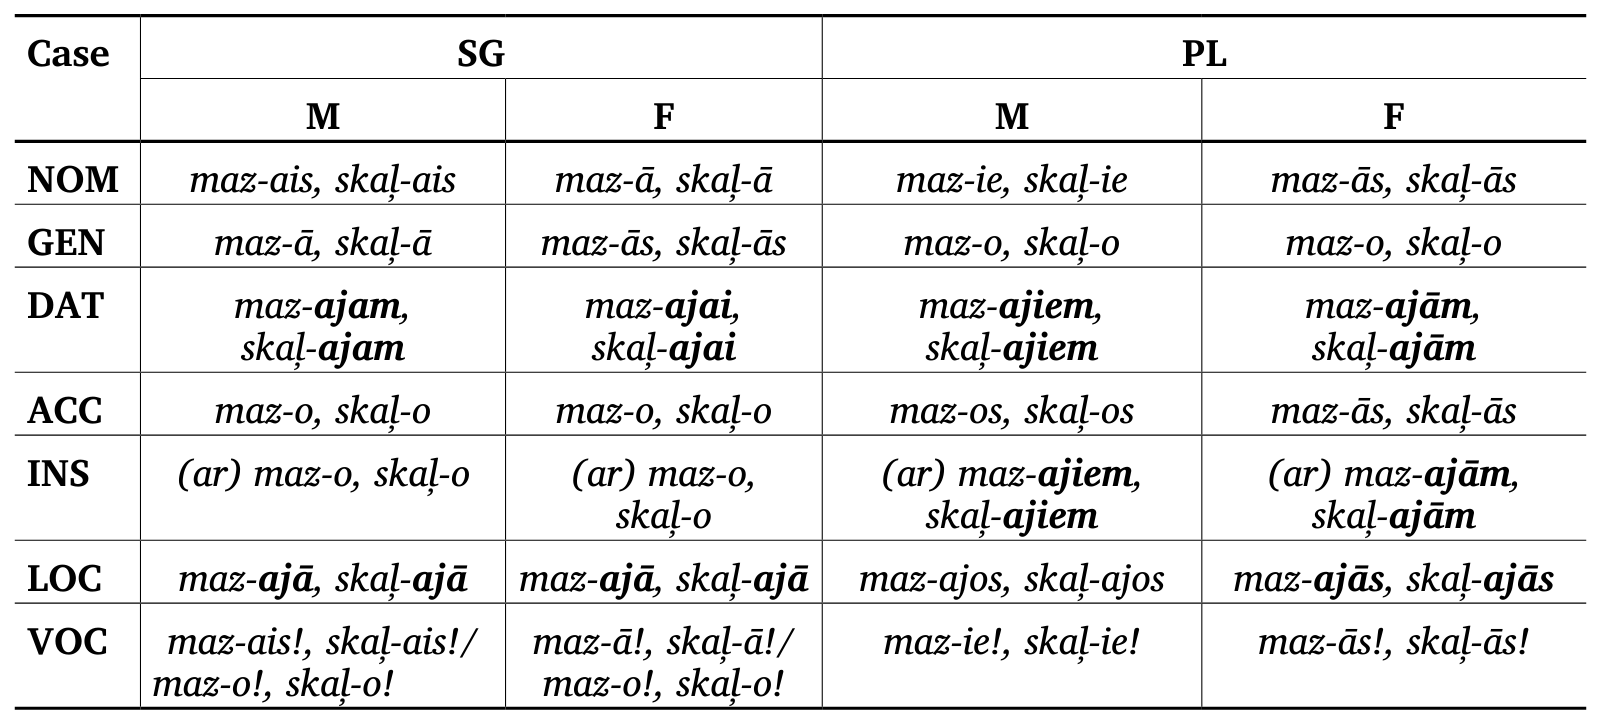 Case SG PL
M F M F
NOM maz-ais, skaļ-ais maz-ā, skaļ-ā maz-ie, skaļ-ie maz-ās, skaļ-ās
GEN maz-ā, skaļ-ā maz-ās, skaļ-ās maz-o, skaļ-o maz-o, skaļ-o
DAT maz-ajam, maz-ajai, maz-ajiem, maz-ajām,
skaļ-ajam skaļ-ajai skaļ-ajiem skaļ-ajām
ACC maz-o, skaļ-o maz-o, skaļ-o maz-os, skaļ-os maz-ās, skaļ-ās
INS (ar) maz-o, skaļ-o (ar) maz-o, (ar) maz-ajiem, (ar) maz-ajām,
skaļ-o skaļ-ajiem skaļ-ajām
LOC maz-ajā, skaļ-ajā maz-ajā, skaļ-ajā maz-ajos, skaļ-ajos maz-ajās, skaļ-ajās
VOC maz-ais!, skaļ-ais!/ maz-ā!, skaļ-ā!/ maz-ie!, skaļ-ie! maz-ās!, skaļ-ās!
maz-o!, skaļ-o! maz-o!, skaļ-o!